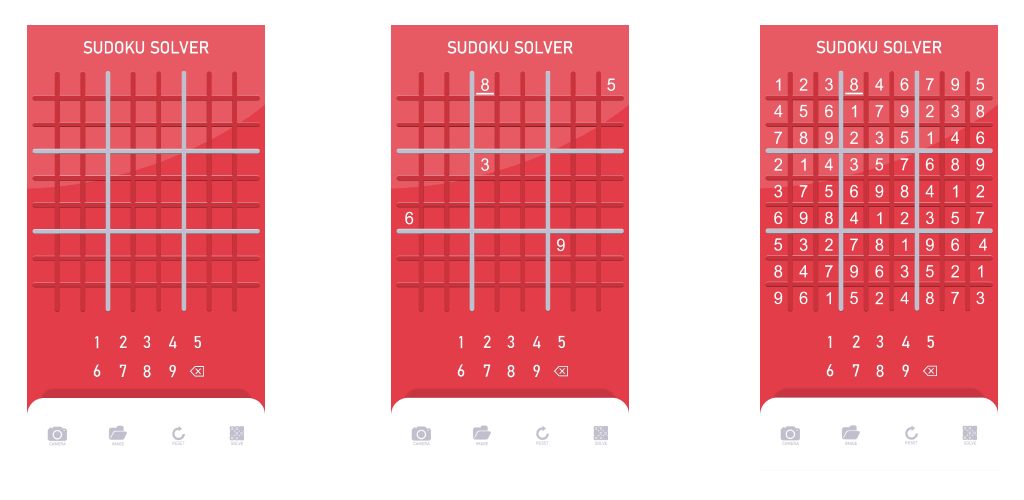 SUDOKU SOLVER
1 2 3 4 5
6 7 8 9
CAMERA IMAGE RESET SOLVE
SUDOKU SOLVER
8 5
3
6
9
1 2 3 4 5
6 7 8 9
CAMERA IMAGE RESET SOLVE
SUDOKU SOLVER
1 2 3 8 4 6 7 9 5
4 5 6 1 7 9 2 3 8
7 8 9 2 3 5 1 4 6
2 1 4 3 5 7 6 8 9
3 7 5 6 9 8 4 1 2
6 9 8 4 1 2 3 5 7
5 3 2 7 8 1 9 6 4
8 4 7 9 6 3 5 2 1
9 6 1 5 2 4 8 7 3
1 2 3 4 5
6 7 8 9
CAMERA IMAGE RESET SOLVE